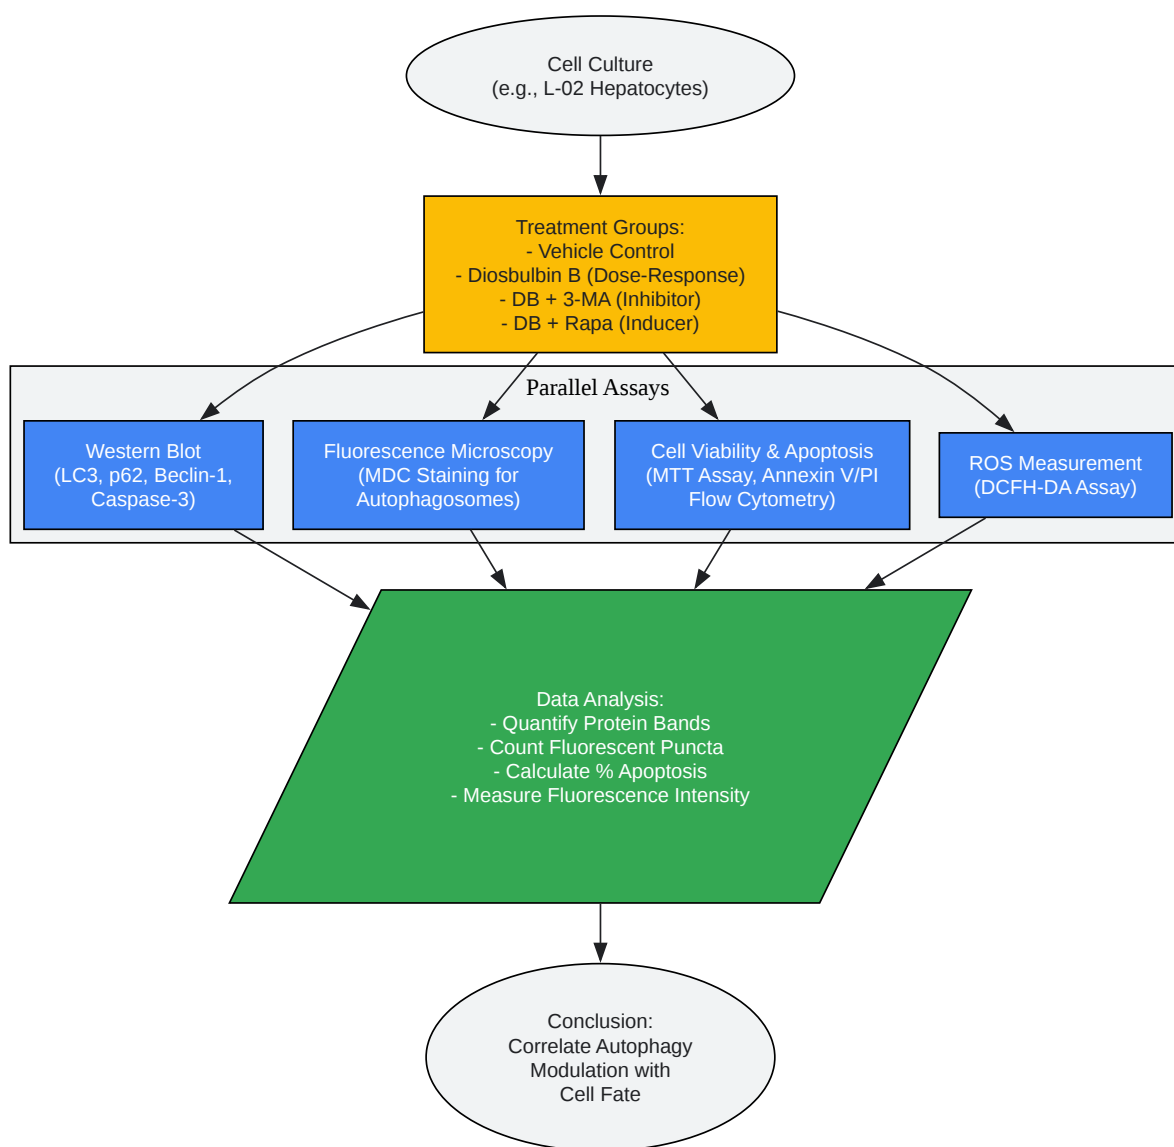 Cell Culture
(e.g., L-02 Hepatocytes)
Treatment Groups:
- Vehicle Control
- Diosbulbin B (Dose-Response)
- DB + 3-MA (Inhibitor)
- DB + Rapa (Inducer)
Parallel Assays
Western Blot
(LC3, p62, Beclin-1,
Caspase-3)
Fluorescence Microscopy
(MDC Staining for
Autophagosomes)
Cell Viability & Apoptosis
(MTT Assay, Annexin V/PI
Flow Cytometry)
ROS Measurement
(DCFH-DA Assay)
Data Analysis:
- Quantify Protein Bands
- Count Fluorescent Puncta
- Calculate % Apoptosis
- Measure Fluorescence Intensity
Conclusion:
Correlate Autophagy
Modulation with
Cell Fate